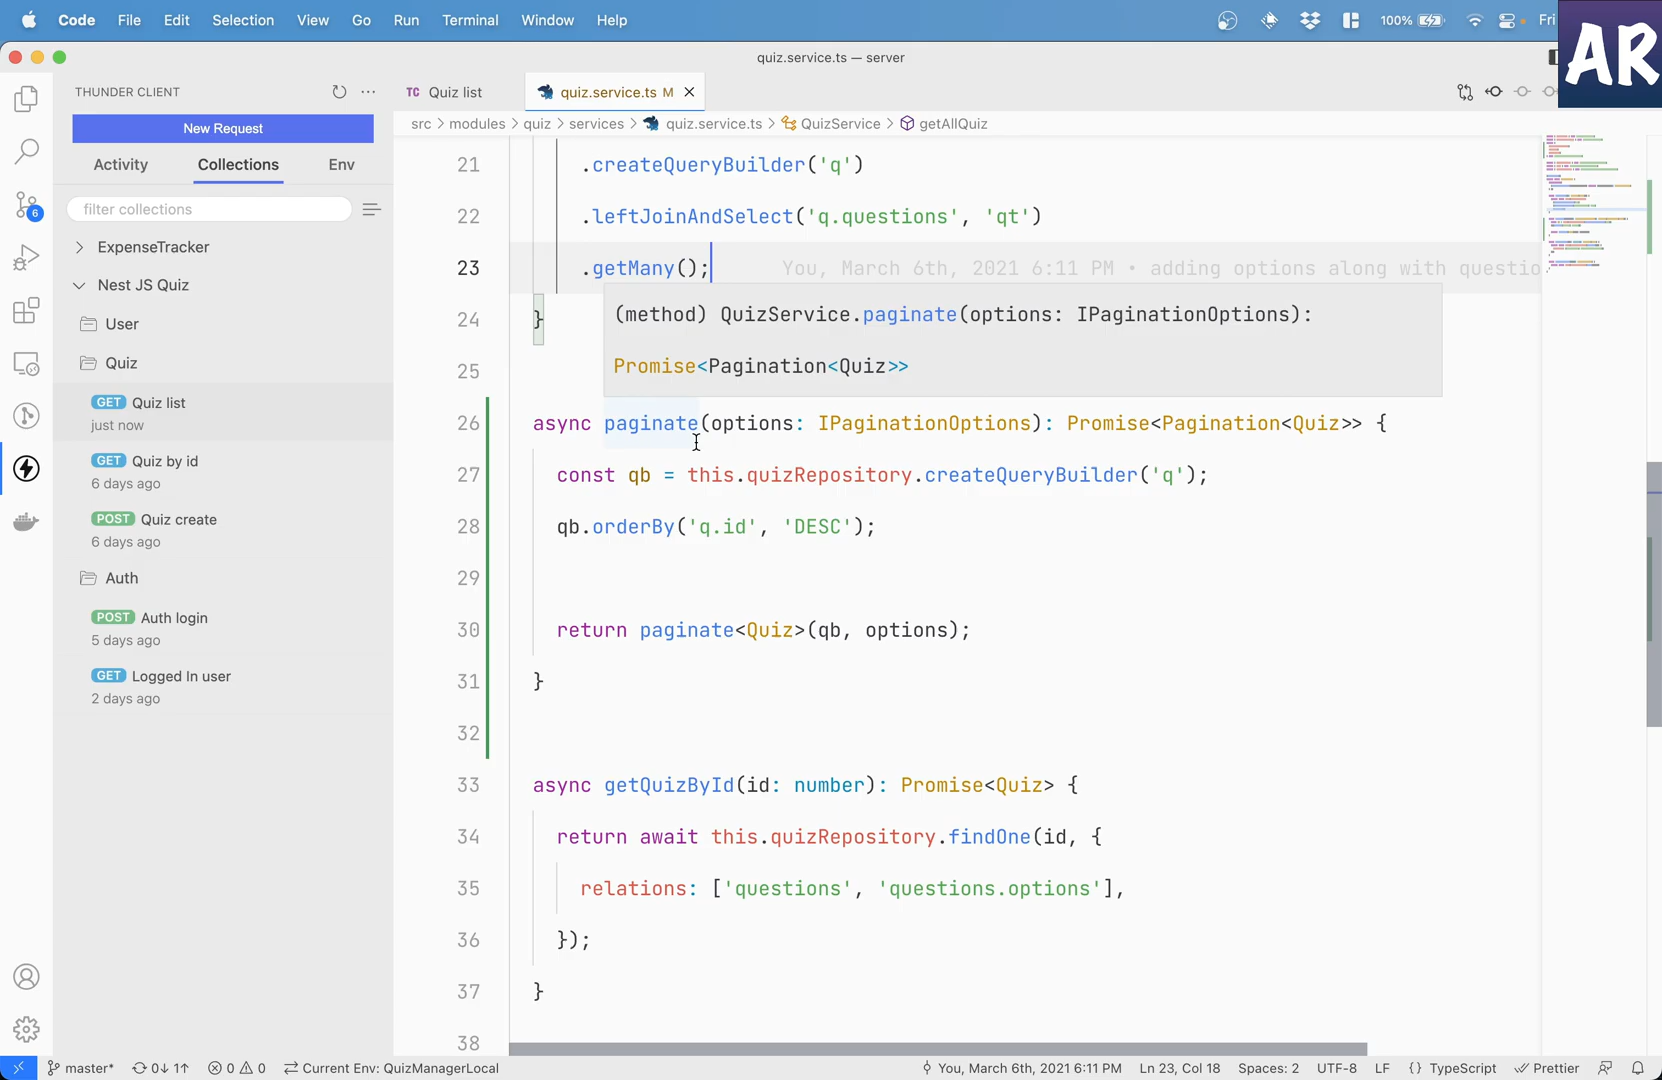 Code File Edit Selection View Go Run Terminal Window Help 100% Fri
AR
quiz.service.ts — server
THUNDER CLIENT
New Request
Activity Collections Env
filter collections
ExpenseTracker
Nest JS Quiz
User
Quiz
GET Quiz list
just now
GET Quiz by id
6 days ago
POST Quiz create
6 days ago
Auth
POST Auth login
5 days ago
GET Logged In user
2 days ago
6
TC Quiz list quiz.service.ts M
src > modules > quiz > services > quiz.service.ts > QuizService > getAllQuiz
21 .createQueryBuilder('q')
22 .leftJoinAndSelect('q.questions', 'qt')
23 .getMany(); You, March 6th, 2021 6:11 PM • adding options along with questio
24 }
(method) QuizService.paginate(options: IPaginationOptions):
Promise<Pagination<Quiz>>
25
26 async paginate(options: IPaginationOptions): Promise<Pagination<Quiz>> {
27 const qb = this.quizRepository.createQueryBuilder('q');
28 qb.orderBy('q.id', 'DESC');
29
30 return paginate<Quiz>(qb, options);
31 }
32
33 async getQuizById(id: number): Promise<Quiz> {
34 return await this.quizRepository.findOne(id, {
35 relations: ['questions', 'questions.options'],
36 });
37 }
38
master* 0↓ 1↑ 0 0 Current Env: QuizManagerLocal You, March 6th, 2021 6:11 PM Ln 23, Col 18 Spaces: 2 UTF-8 LF {} TypeScript Prettier